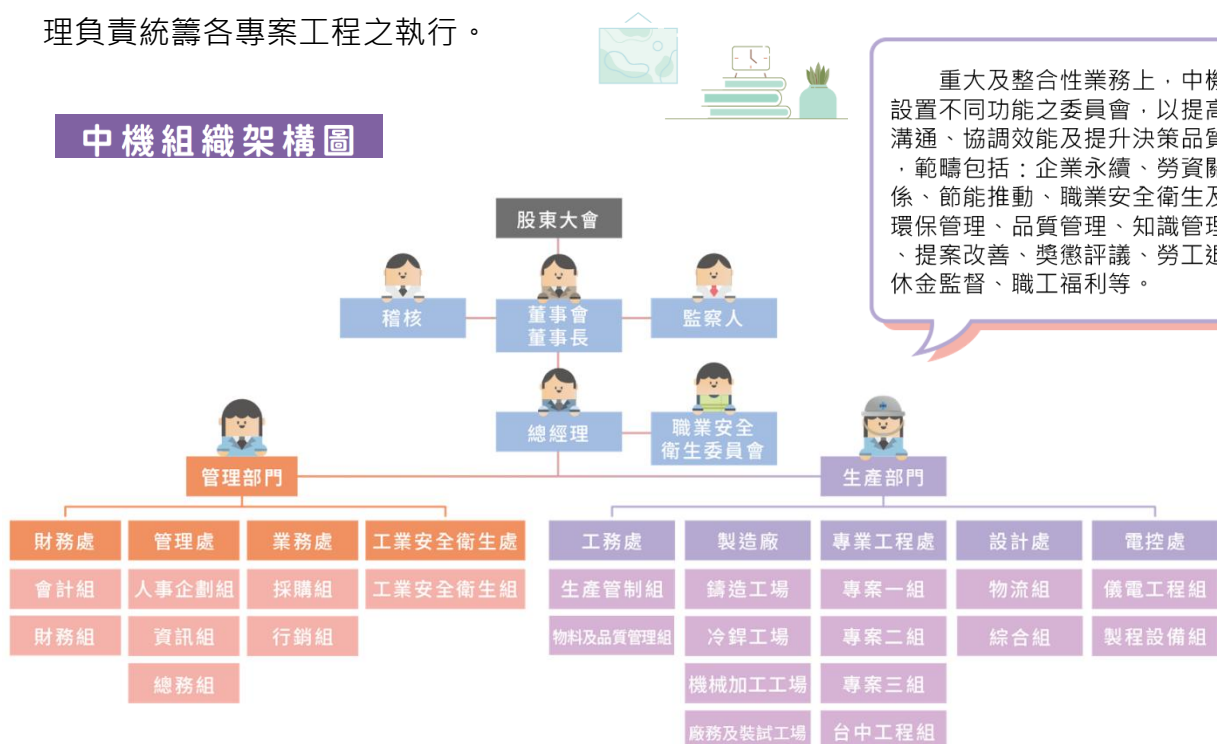 理負責統籌各專案工程之執行。
重大及整合性業務上，中機
設置不同功能之委員會，以提高
溝通、協調效能及提升決策品質
，範疇包括：企業永續、勞資關
係、節能推動、職業安全衛生及
環保管理、品質管理、知識管理
、提案改善、獎懲評議、勞工退
休金監督、職工福利等。
中機組織架構圖
股東大會
稽核
董事會
董事長
監察人
總經理
職業安全
衛生委員會
管理部門
生產部門
財務處
管理處
業務處
工業安全衛生處
工務處
製造廠
專業工程處
設計處
電控處
會計組
人事企劃組
採購組
工業安全衛生組
生產管制組
鑄造工場
專案一組
物流組
儀電工程組
財務組
資訊組
行銷組
物料及品質管理組
冷銲工場
專案二組
綜合組
製程設備組
總務組
機械加工工場
專案三組
廠務及裝試工場
台中工程組